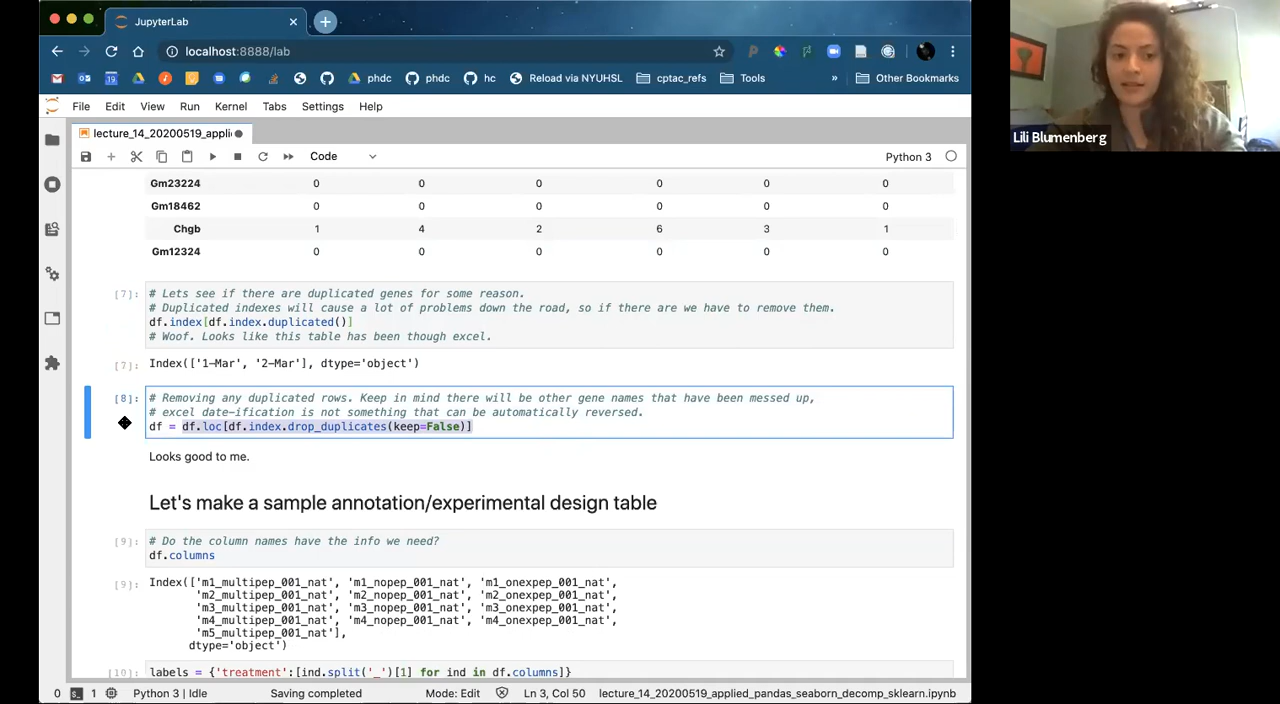 JupyterLab
localhost:8888/lab
phdc
phdc
hc
Reload via NYUHSL
cptac_refs
Tools
»
Other Bookmarks
File Edit View Run Kernel Tabs Settings Help
Lili Blumenberg
lecture_14_20200519_appli
Code
Python 3
Gm23224 0 0 0 0 0 0
Gm18462 0 0 0 0 0 0
Chgb 1 4 2 6 3 1
Gm12324 0 0 0 0 0 0
[7]: # Lets see if there are duplicated genes for some reason.
# Duplicated indexes will cause a lot of problems down the road, so if there are we have to remove them.
df.index[df.index.duplicated()]
# Woof. Looks like this table has been though excel.
[7]: Index(['1-Mar', '2-Mar'], dtype='object')
[8]: # Removing any duplicated rows. Keep in mind there will be other gene names that have been messed up,
# excel date-ification is not something that can be automatically reversed.
df = df.loc[df.index.drop_duplicates(keep=False)]
Looks good to me.
Let's make a sample annotation/experimental design table
[9]: # Do the column names have the info we need?
df.columns
[9]: Index(['m1_multipep_001_nat', 'm1_nopep_001_nat', 'm1_onexpep_001_nat',
'm2_multipep_001_nat', 'm2_nopep_001_nat', 'm2_onexpep_001_nat',
'm3_multipep_001_nat', 'm3_nopep_001_nat', 'm3_onexpep_001_nat',
'm4_multipep_001_nat', 'm4_nopep_001_nat', 'm4_onexpep_001_nat',
'm5_multipep_001_nat'],
dtype='object')
[10]: labels = {'treatment':[ind.split('_')[1] for ind in df.columns]}
0 1 Python 3 | Idle Saving completed Mode: Edit Ln 3, Col 50 lecture_14_20200519_applied_pandas_seaborn_decomp_sklearn.ipynb